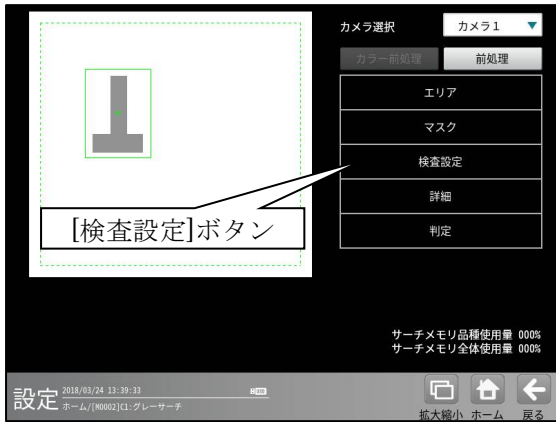 カメラ選択 カメラ1
カラー前処理 前処理
エリア
マスク
検査設定
詳細
判定
[検査設定]ボタン
サーチメモリ品種使用量 000%
サーチメモリ全体使用量 000%
設定 2018/03/24 13:39:33
ホーム/[M0002]C1:グレーサーチ
拡大縮小 ホーム 戻る